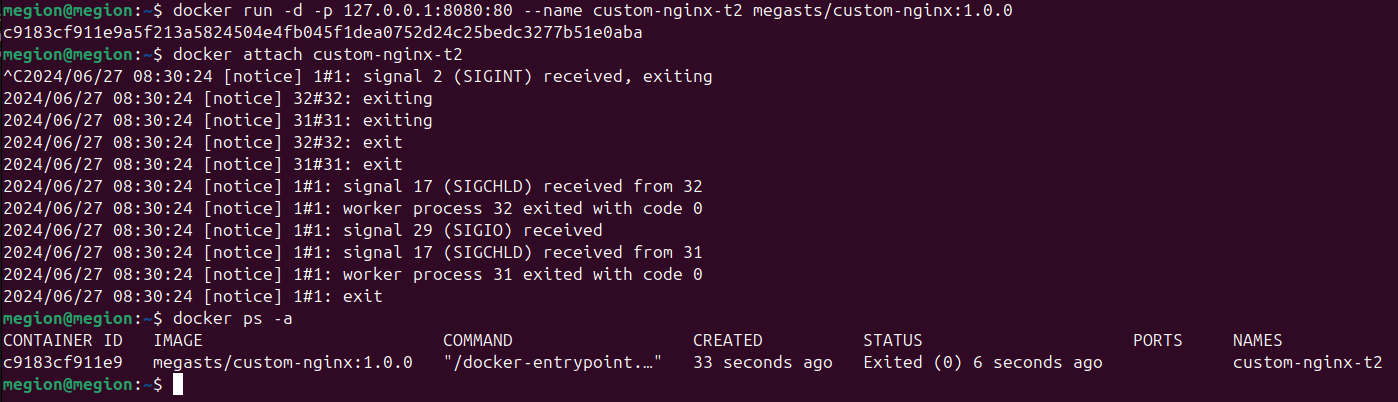 megion@megion:~$ docker run -d -p 127.0.0.1:8080:80 --name custom-nginx-t2 megasts/custom-nginx:1.0.0
c9183cf911e9a5f213a5824504e4fb045f1dea0752d24c25bedc3277b51e0aba
megion@megion:~$ docker attach custom-nginx-t2
^C2024/06/27 08:30:24 [notice] 1#1: signal 2 (SIGINT) received, exiting
2024/06/27 08:30:24 [notice] 32#32: exiting
2024/06/27 08:30:24 [notice] 31#31: exiting
2024/06/27 08:30:24 [notice] 32#32: exit
2024/06/27 08:30:24 [notice] 31#31: exit
2024/06/27 08:30:24 [notice] 1#1: signal 17 (SIGCHLD) received from 32
2024/06/27 08:30:24 [notice] 1#1: worker process 32 exited with code 0
2024/06/27 08:30:24 [notice] 1#1: signal 29 (SIGIO) received
2024/06/27 08:30:24 [notice] 1#1: signal 17 (SIGCHLD) received from 31
2024/06/27 08:30:24 [notice] 1#1: worker process 31 exited with code 0
2024/06/27 08:30:24 [notice] 1#1: exit
megion@megion:~$ docker ps -a
CONTAINER ID   IMAGE                        COMMAND                  CREATED          STATUS                     PORTS     NAMES
c9183cf911e9   megasts/custom-nginx:1.0.0   "/docker-entrypoint.…"   33 seconds ago   Exited (0) 6 seconds ago             custom-nginx-t2
megion@megion:~$